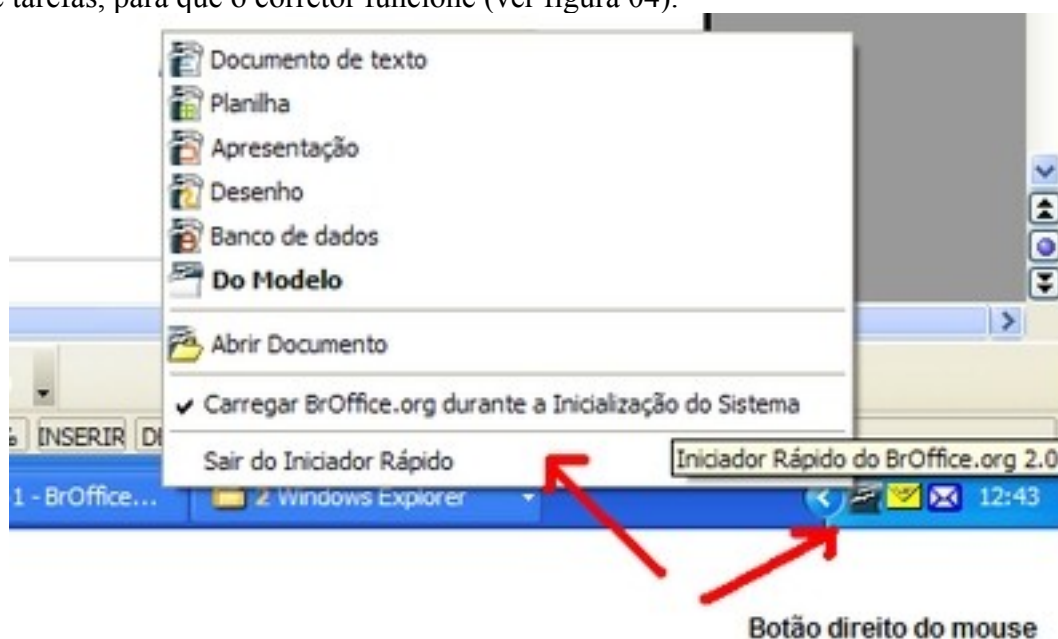 e tarefas, para que o corretor funcione (ver figura 04).
Documento de texto
Planilha
Apresentação
Desenho
Banco de dados
Do Modelo
Abrir Documento
Carregar BrOffice.org durante a Inicialização do Sistema
INSERIR
Sair do Iniciador Rápido
Iniciador Rápido do BrOffice.org 2.0
1 - BrOffice...
2 Windows Explorer
12:43
Botão direito do mouse